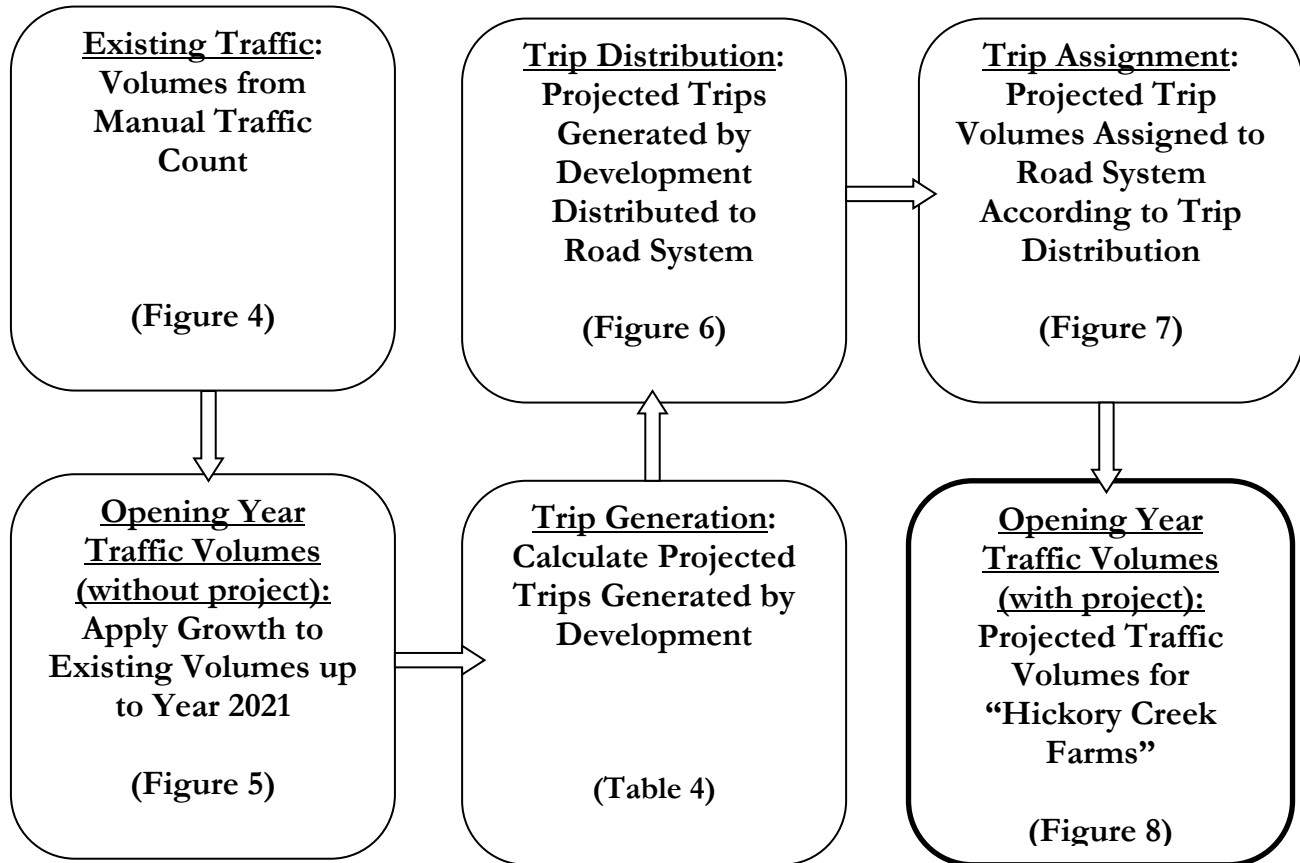 Existing Traffic:
Volumes from
Manual Traffic
Count
(Figure 4)
Opening Year
Traffic Volumes
(without project):
Apply Growth to
Existing Volumes up
to Year 2021
(Figure 5)
Trip Generation:
Calculate Projected
Trips Generated by
Development
(Table 4)
Trip Distribution:
Projected Trips
Generated by
Development
Distributed to
Road System
(Figure 6)
Trip Assignment:
Projected Trip
Volumes Assigned to
Road System
According to Trip
Distribution
(Figure 7)
Opening Year
Traffic Volumes
(with project):
Projected Traffic
Volumes for
“Hickory Creek
Farms”
(Figure 8)